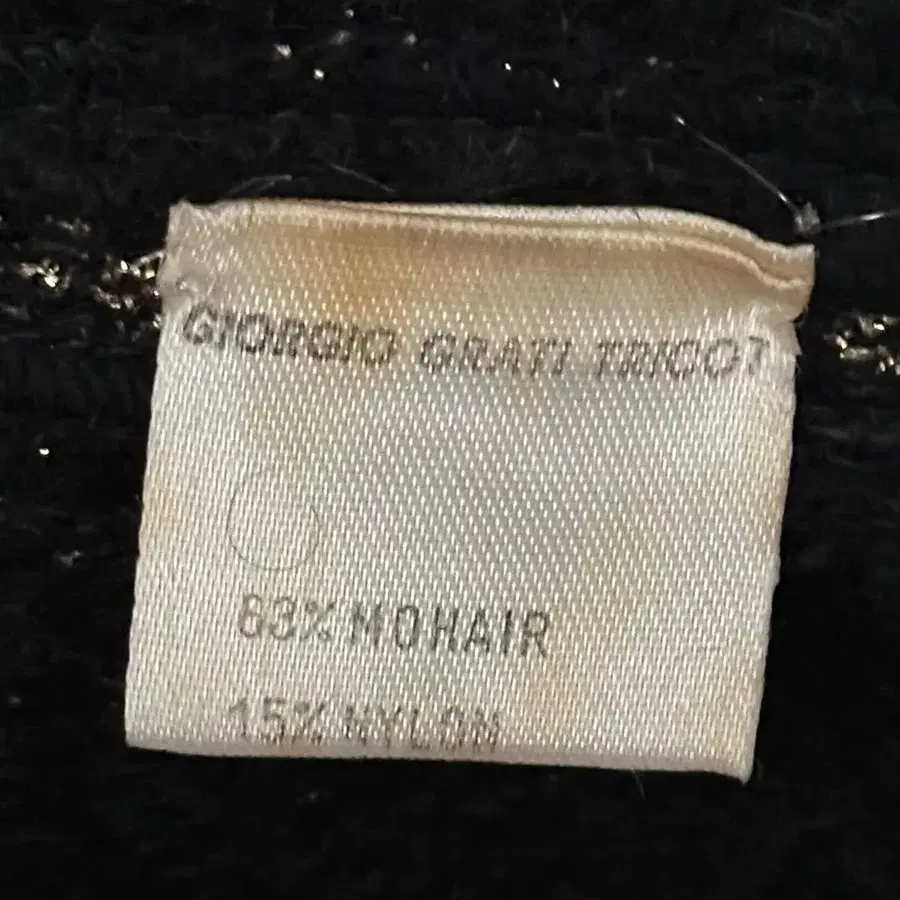 GIORGIO GRATI TRICOT
63% MOHAIR
15% NYLON